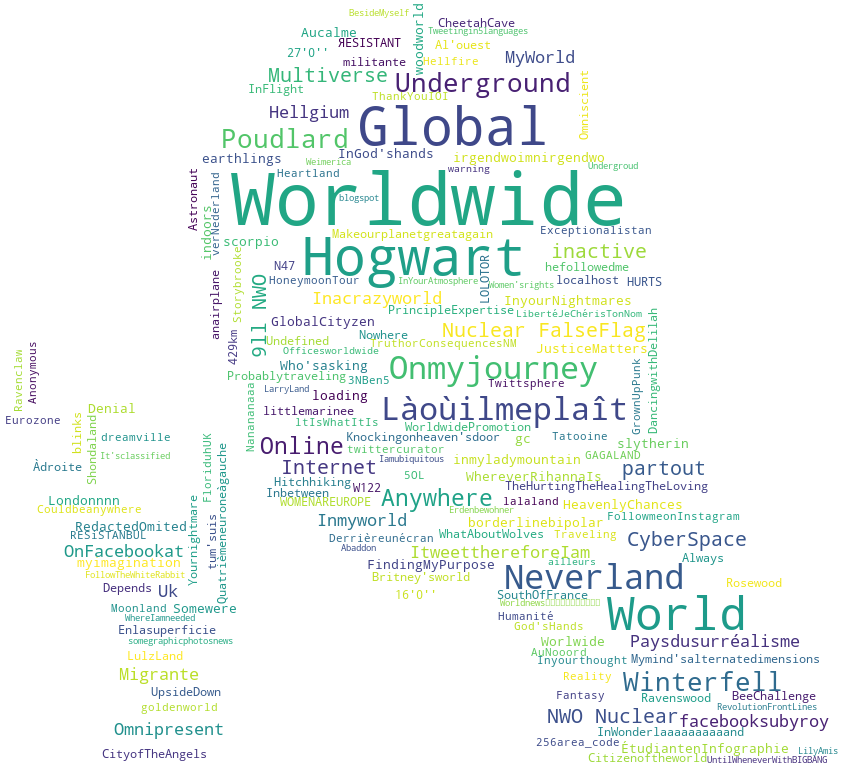 BesideMyself
CheetahCave
TweetingIn5languages
woodworld
Aucalme
ЯESISTANT
Al'ouest
27'0''
militante
Hellfire
MyWorld
Multiverse
Underground
InFlight
ThankYouIOI
Omniscient
Hellgium
Global
Poudlard
InGod'shands
irgendwoimnirgendwo
earthlings
Weimerica
warning
Undergroud
Heartland
Astronaut
verNederland
Worldwide
blogspot
indoors
scorpio
Makeourplanetgreatagain
Exceptionalistan
Hogwart
inactive
N47
hefollowedme
Storybrooke
anairplane
HoneymoonTour
InYourAtmosphere
LOLOTOR
Women'srights
localhost
HURTS
911 NWO
Inacrazyworld
InyourNightmares
PrincipleExpertise
LibertéJeChérisTonNom
GlobalCityzen
Nuclear FalseFlag
Nowhere
429km
Undefined
TruthorConsequencesNM
JusticeMatters
DancingwithDelilah
Officesworldwide
Who'sasking
Onmyjourney
Probablytraveling
3NBen5
Twittsphere
GrownUpPunk
LarryLand
loading
Nanananaaa
littlemarinee
Làoùilmeplaît
ItIsWhatItIs
WorldwidePromotion
Ravenclaw
Anonymous
Eurozone
Denial
blinks
Shondaland
dreamville
It'sclassified
Àdroite
Online
Knockingonheaven'sdoor
gc
Tatooine
slytherin
twittercurator
GAGALAND
FloriduhUK
Quatrièmeneuroneàgauche
Internet
Iamubiquitous
inmyladymountain
WhereverRihannaIs
partout
5OL
Hitchhiking
W122
TheHurtingTheHealingTheLoving
Inbetween
WOMENAREUROPE
Anywhere
lalaland
HeavenlyChances
Londonnnn
Couldbeanywhere
Yournightmare
Erdenbewohner
tum'suis
Inmyworld
borderlinebipolar
FollowmeonInstagram
RedactedOmited
RESiSTANBUL
Derrièreunécran
WhatAboutWolves
Traveling
CyberSpace
OnFacebookat
Abaddon
ItweetthereforeIam
myimagination
FindingMyPurpose
ailleurs
Always
FollowTheWhiteRabbit
Britney'sworld
Neverland
Rosewood
Depends
Uk
16'0''
SouthOfFrance
Moonland
Somewere
World
WhereIamneeded
Humanité
Enlasuperficie
God'sHands
somegraphicphotosnews
Worlwide
Paysdusurréalisme
AuNooord
LulzLand
Inyourthought
Mymind'salternatedimensions
Migrante
Reality
Winterfell
UpsideDown
Fantasy
Ravenswood
BeeChallenge
goldenworld
RevolutionFrontLines
NWO Nuclear
facebooksubyroy
Omnipresent
InWonderlaaaaaaaaaand
256area_code.
EtudiantenInfographie
LilyAmis
CityofTheAngels
Citizenoftheworld
UntilWheneverWithBIGBANG